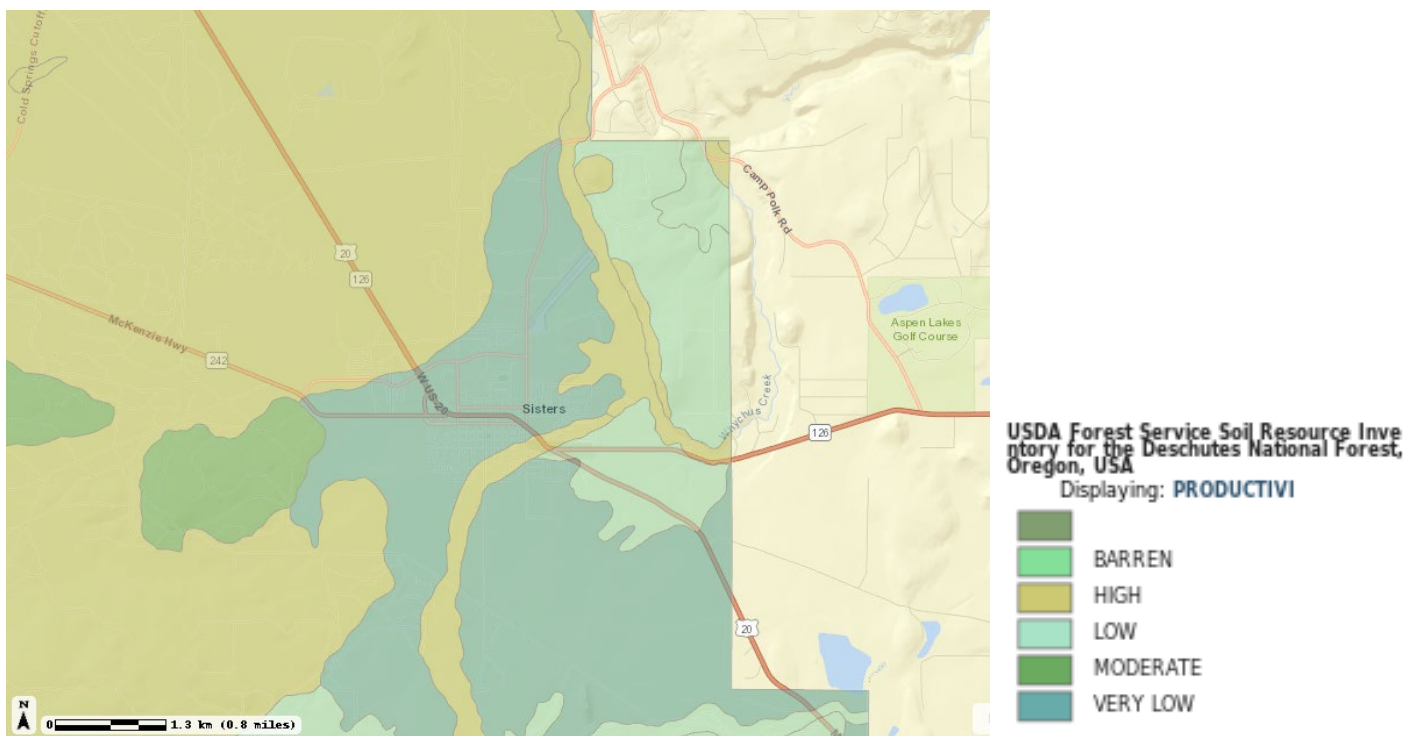 Cold Springs Cutoff
20
126
Camp Polk Rd
McKenzie Hwy
242
Aspen Lakes
Golf Course
W US-20
Sisters
Whychus Creek
126
20
N
0 1.3 km (0.8 miles)
USDA Forest Service Soil Resource Inve
ntory for the Deschutes National Forest,
Oregon, USA
Displaying: PRODUCTIVI
BARREN
HIGH
LOW
MODERATE
VERY LOW